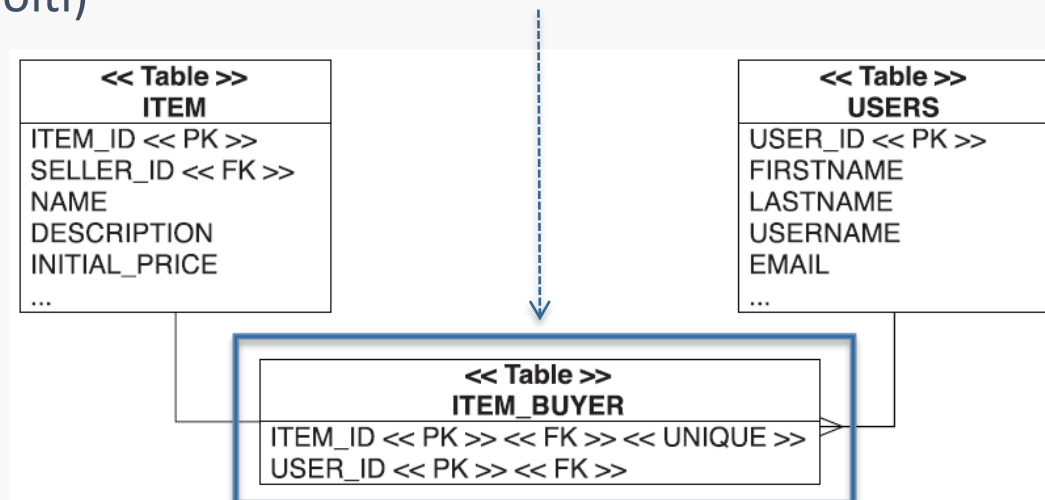 << Table >>
ITEM
ITEM_ID << PK >>
SELLER_ID << FK >>
NAME
DESCRIPTION
INITIAL_PRICE
...
<< Table >>
USERS
USER_ID << PK >>
FIRSTNAME
LASTNAME
USERNAME
EMAIL
...
<< Table >>
ITEM_BUYER
ITEM_ID << PK >> << FK >> << UNIQUE >>
USER_ID << PK >> << FK >>